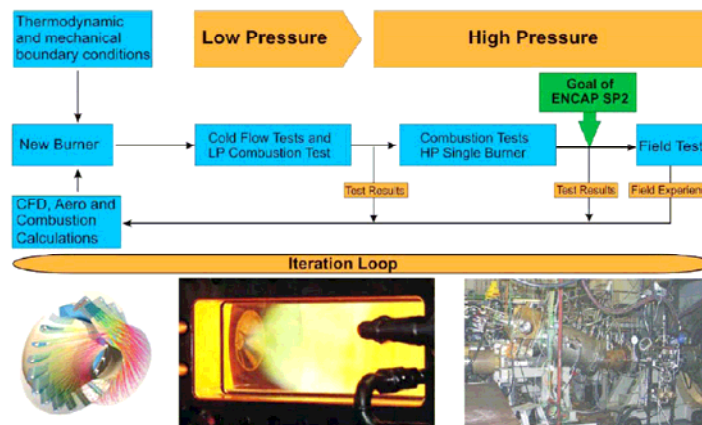 Thermodynamic
and mechanical
boundary conditions
Low Pressure
High Pressure
Goal of
ENCAP SP2
New Burner
Cold Flow Tests and
LP Combustion Test
Combustion Tests
HP Single Burner
Field Test
Test Results
Test Results
Field Experien
CFD, Aero and
Combustion
Calculations
Iteration Loop